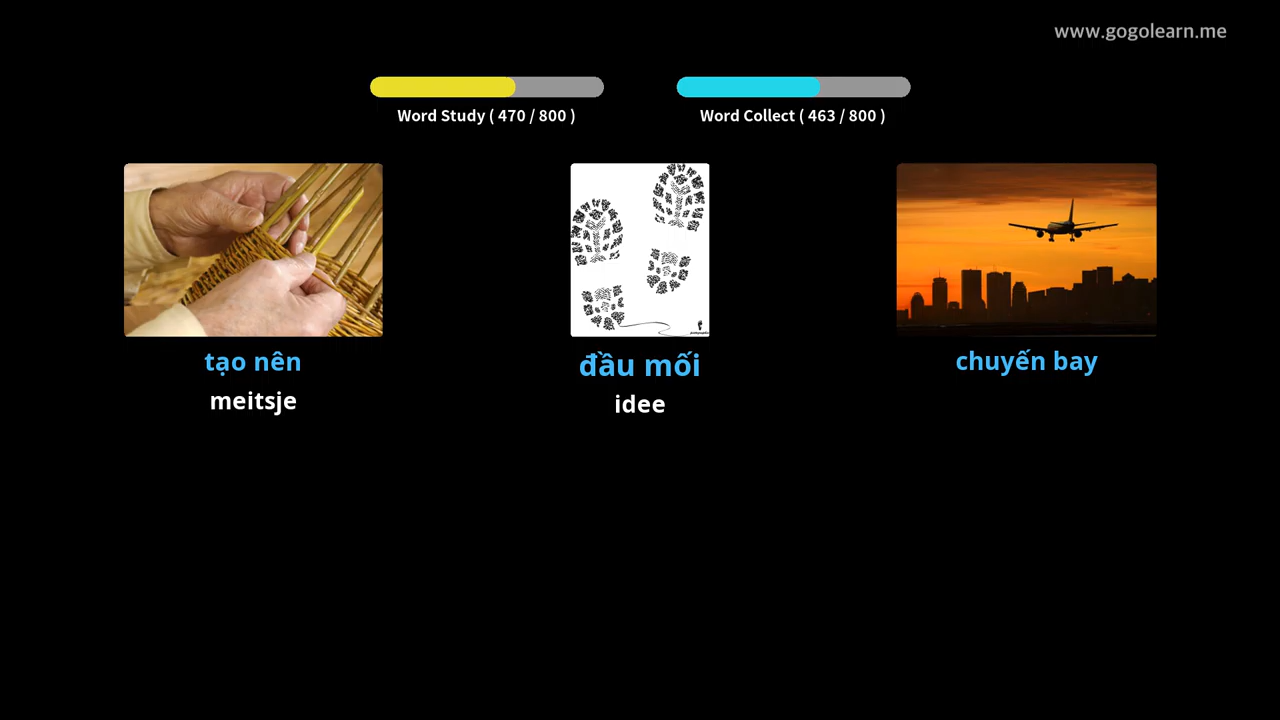 www.gogolearn.me
Word Study ( 470 / 800 )
Word Collect ( 463 / 800 )
tạo nên
meitsje
đầu mối
idee
chuyến bay